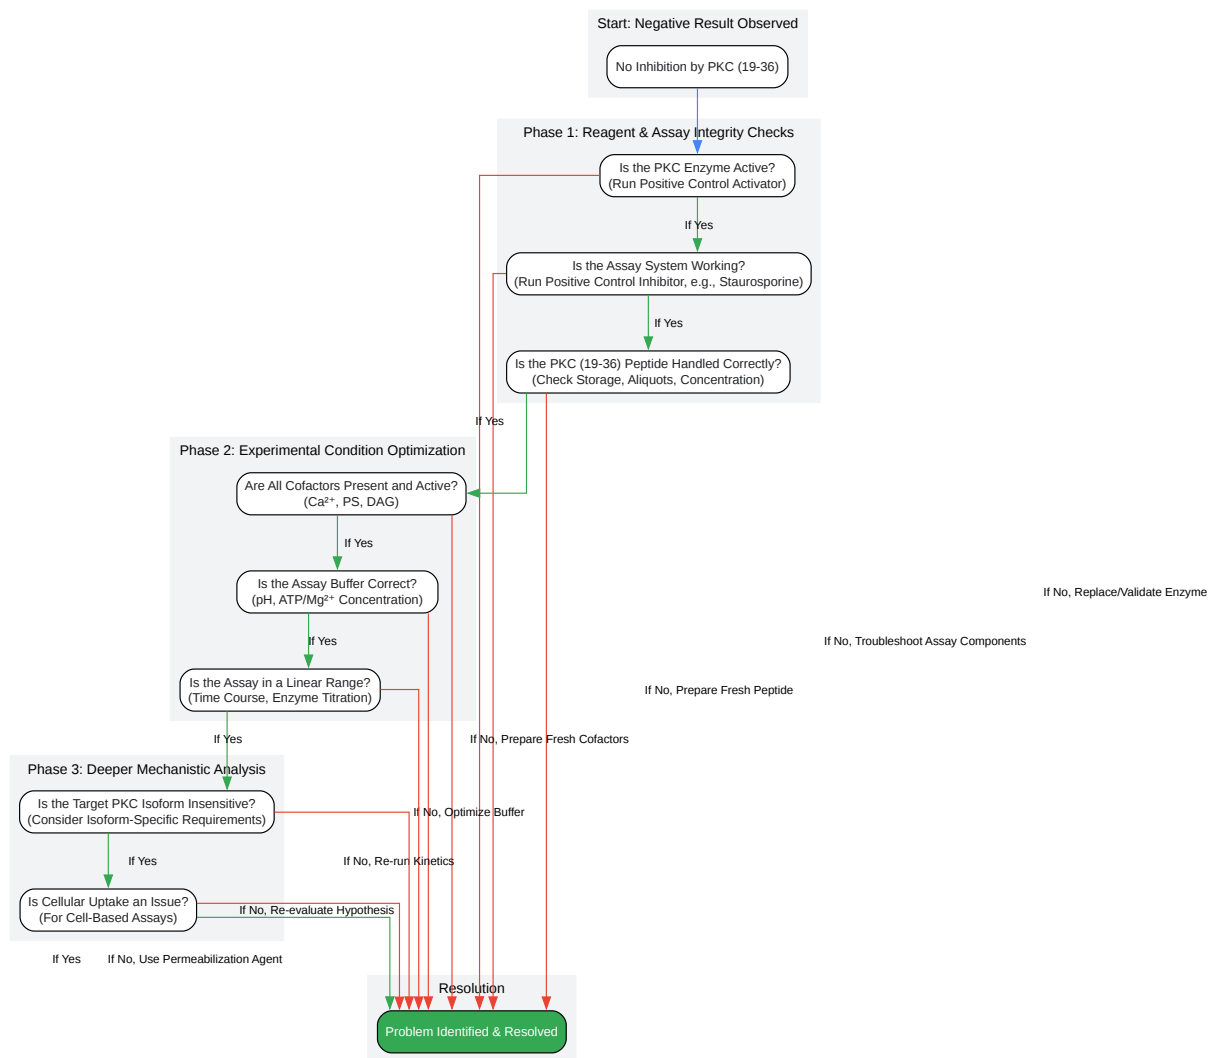 Start: Negative Result Observed
No Inhibition by PKC (19-36)
Phase 1: Reagent & Assay Integrity Checks
Is the PKC Enzyme Active?
(Run Positive Control Activator)
If Yes
Is the Assay System Working?
(Run Positive Control Inhibitor, e.g., Staurosporine)
If Yes
Is the PKC (19-36) Peptide Handled Correctly?
(Check Storage, Aliquots, Concentration)
If Yes
Phase 2: Experimental Condition Optimization
Are All Cofactors Present and Active?
(Ca²⁺, PS, DAG)
If Yes
Is the Assay Buffer Correct?
(pH, ATP/Mg²⁺ Concentration)
If No, Replace/Validate Enzyme
If Yes
If No, Troubleshoot Assay Components
Is the Assay in a Linear Range?
(Time Course, Enzyme Titration)
If No, Prepare Fresh Peptide
If Yes
If No, Prepare Fresh Cofactors
Phase 3: Deeper Mechanistic Analysis
Is the Target PKC Isoform Insensitive?
(Consider Isoform-Specific Requirements)
If No, Optimize Buffer
If Yes
If No, Re-run Kinetics
Is Cellular Uptake an Issue?
(For Cell-Based Assays)
If No, Re-evaluate Hypothesis
If Yes
If No, Use Permeabilization Agent
Resolution
Problem Identified & Resolved